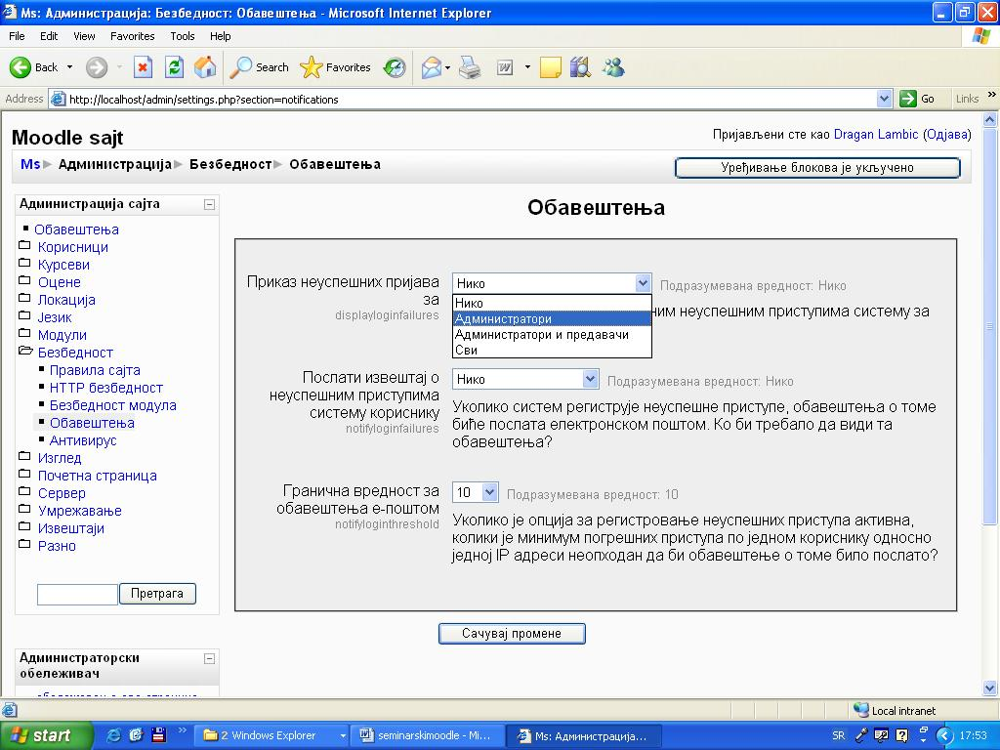 Ms: Администрација: Безбедност: Обавештења - Microsoft Internet Explorer
File Edit View Favorites Tools Help
Back Search Favorites
Address http://localhost/admin/settings.php?section=notifications Go Links »
Moodle sajt
Пријављени сте као Dragan Lambic (Одјава)
Ms Администрација Безбедност Обавештења
Уређивање блокова је укључено
Администрација сајта
Обавештења
Корисници
Курсеви
Оцене
Локација
Језик
Модули
Безбедност
Правила сајта
HTTP безбедност
Безбедност модула
Обавештења
Антивирус
Изглед
Почетна страница
Сервер
Умрежавање
Извештаји
Разно
Претрага
Администраторски
обележивач
Обавештења
Приказ неуспешних пријава
за
displayloginfailures
Нико
Подразумевана вредност: Нико
Нико
Администратори
Администратори и предавачи
Сви
ним неуспешним приступима систему за
Послати извештај о
неуспешним приступима
систему кориснику
notifyloginfailures
Нико
Подразумевана вредност: Нико
Уколико систем региструје неуспешне приступе, обавештења о томе
биће послата електронском поштом. Ко би требало да види та
обавештења?
Гранична вредност за
обавештења е-поштом
notifyloginthreshold
10
Подразумевана вредност: 10
Уколико је опција за регистровање неуспешних приступа активна,
колики је минимум погрешних приступа по једном кориснику односно
једној IP адреси неопходан да би обавештење о томе било послато?
Сачувај промене
Local intranet
start
2 Windows Explorer
seminarskimoodle - Mi...
Ms: Администрација...
SR
17:53